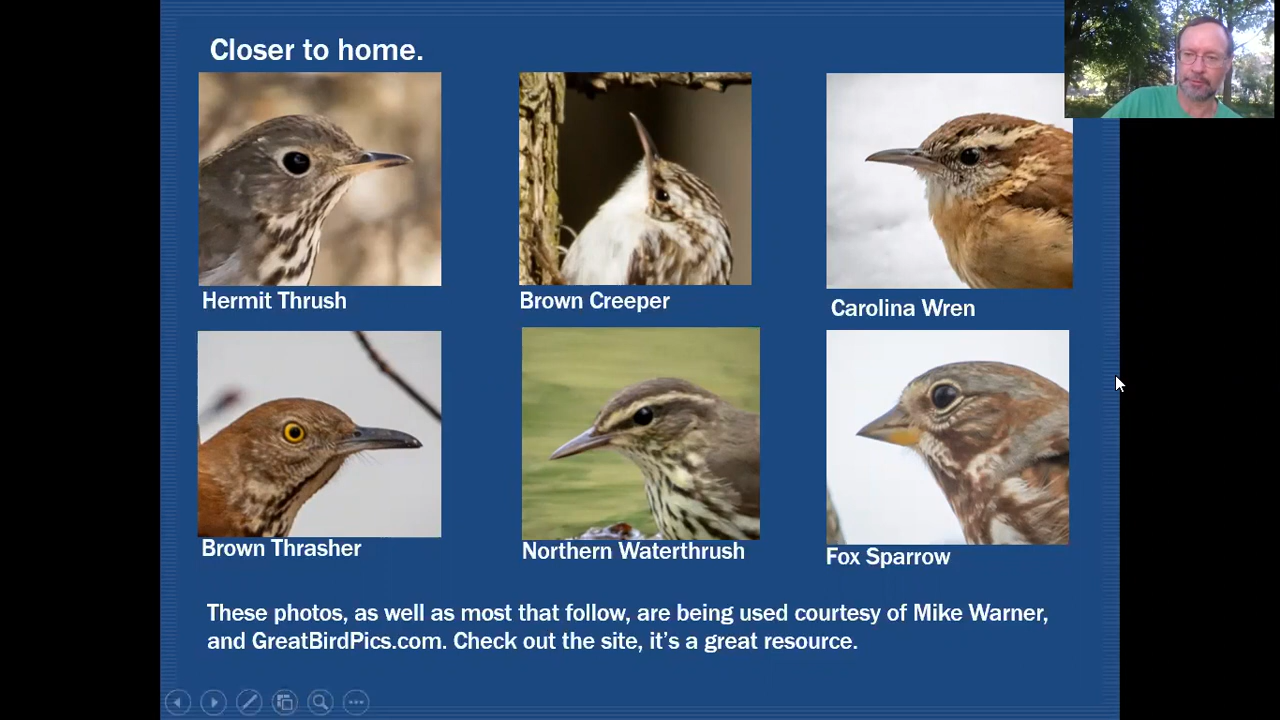 Closer to home.
Hermit Thrush
Brown Creeper
Carolina Wren
Brown Thrasher
Northern Waterthrush
Fox Sparrow
These photos, as well as most that follow, are being used courtesy of Mike Warner,
and GreatBirdPics.com. Check out the site, it's a great resource.